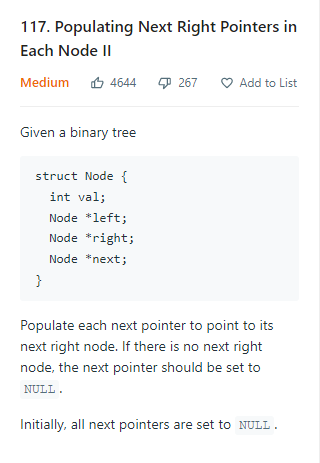 117. Populating Next Right Pointers in
Each Node II
Medium 4644 267 Add to List
Given a binary tree
struct Node {
  int val;
  Node *left;
  Node *right;
  Node *next;
}
Populate each next pointer to point to its
next right node. If there is no next right
node, the next pointer should be set to
NULL.
Initially, all next pointers are set to NULL.